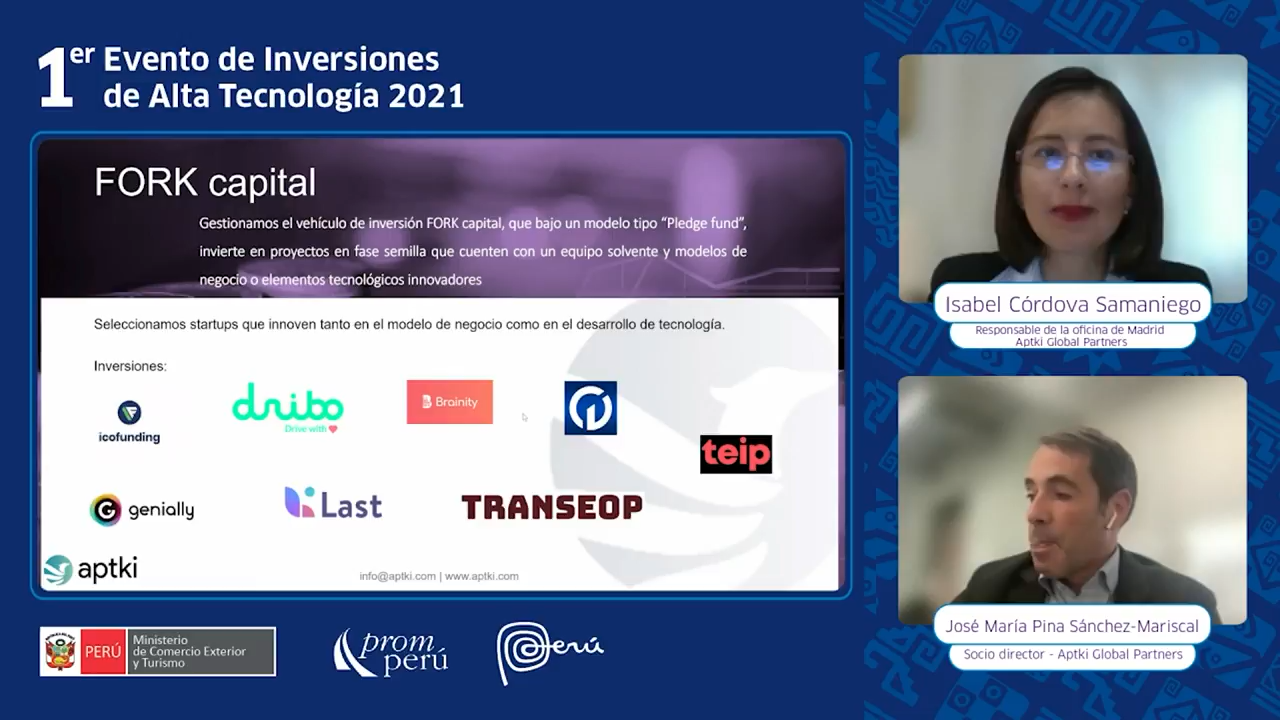 1er Evento de Inversiones
de Alta Tecnología 2021
FORK capital
Gestionamos el vehículo de inversión FORK capital, que bajo un modelo tipo “Pledge fund”,
invierte en proyectos en fase semilla que cuenten con un equipo solvente y modelos de
negocio o elementos tecnológicos innovadores
Seleccionamos startups que innoven tanto en el modelo de negocio como en el desarrollo de tecnología.
Inversiones:
icofunding
dribo
Drive with
Brainity
teip
genially
Last
TRANSEOP
aptki
info@aptki.com | www.aptki.com
PERÚ
Ministerio
de Comercio Exterior
y Turismo
prom
perú
Perú
Isabel Córdova Samaniego
Responsable de la oficina de Madrid
Aptki Global Partners
José María Pina Sánchez-Mariscal
Socio director - Aptki Global Partners